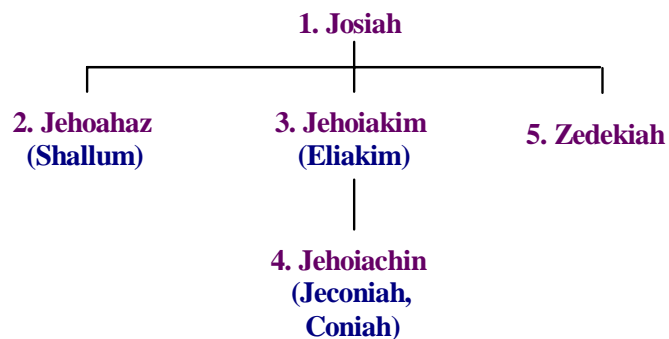 1. Josiah
2. Jehoahaz
(Shallum)
3. Jehoiakim
(Eliakim)
5. Zedekiah
4. Jehoiachin
(Jeconiah,
Coniah)